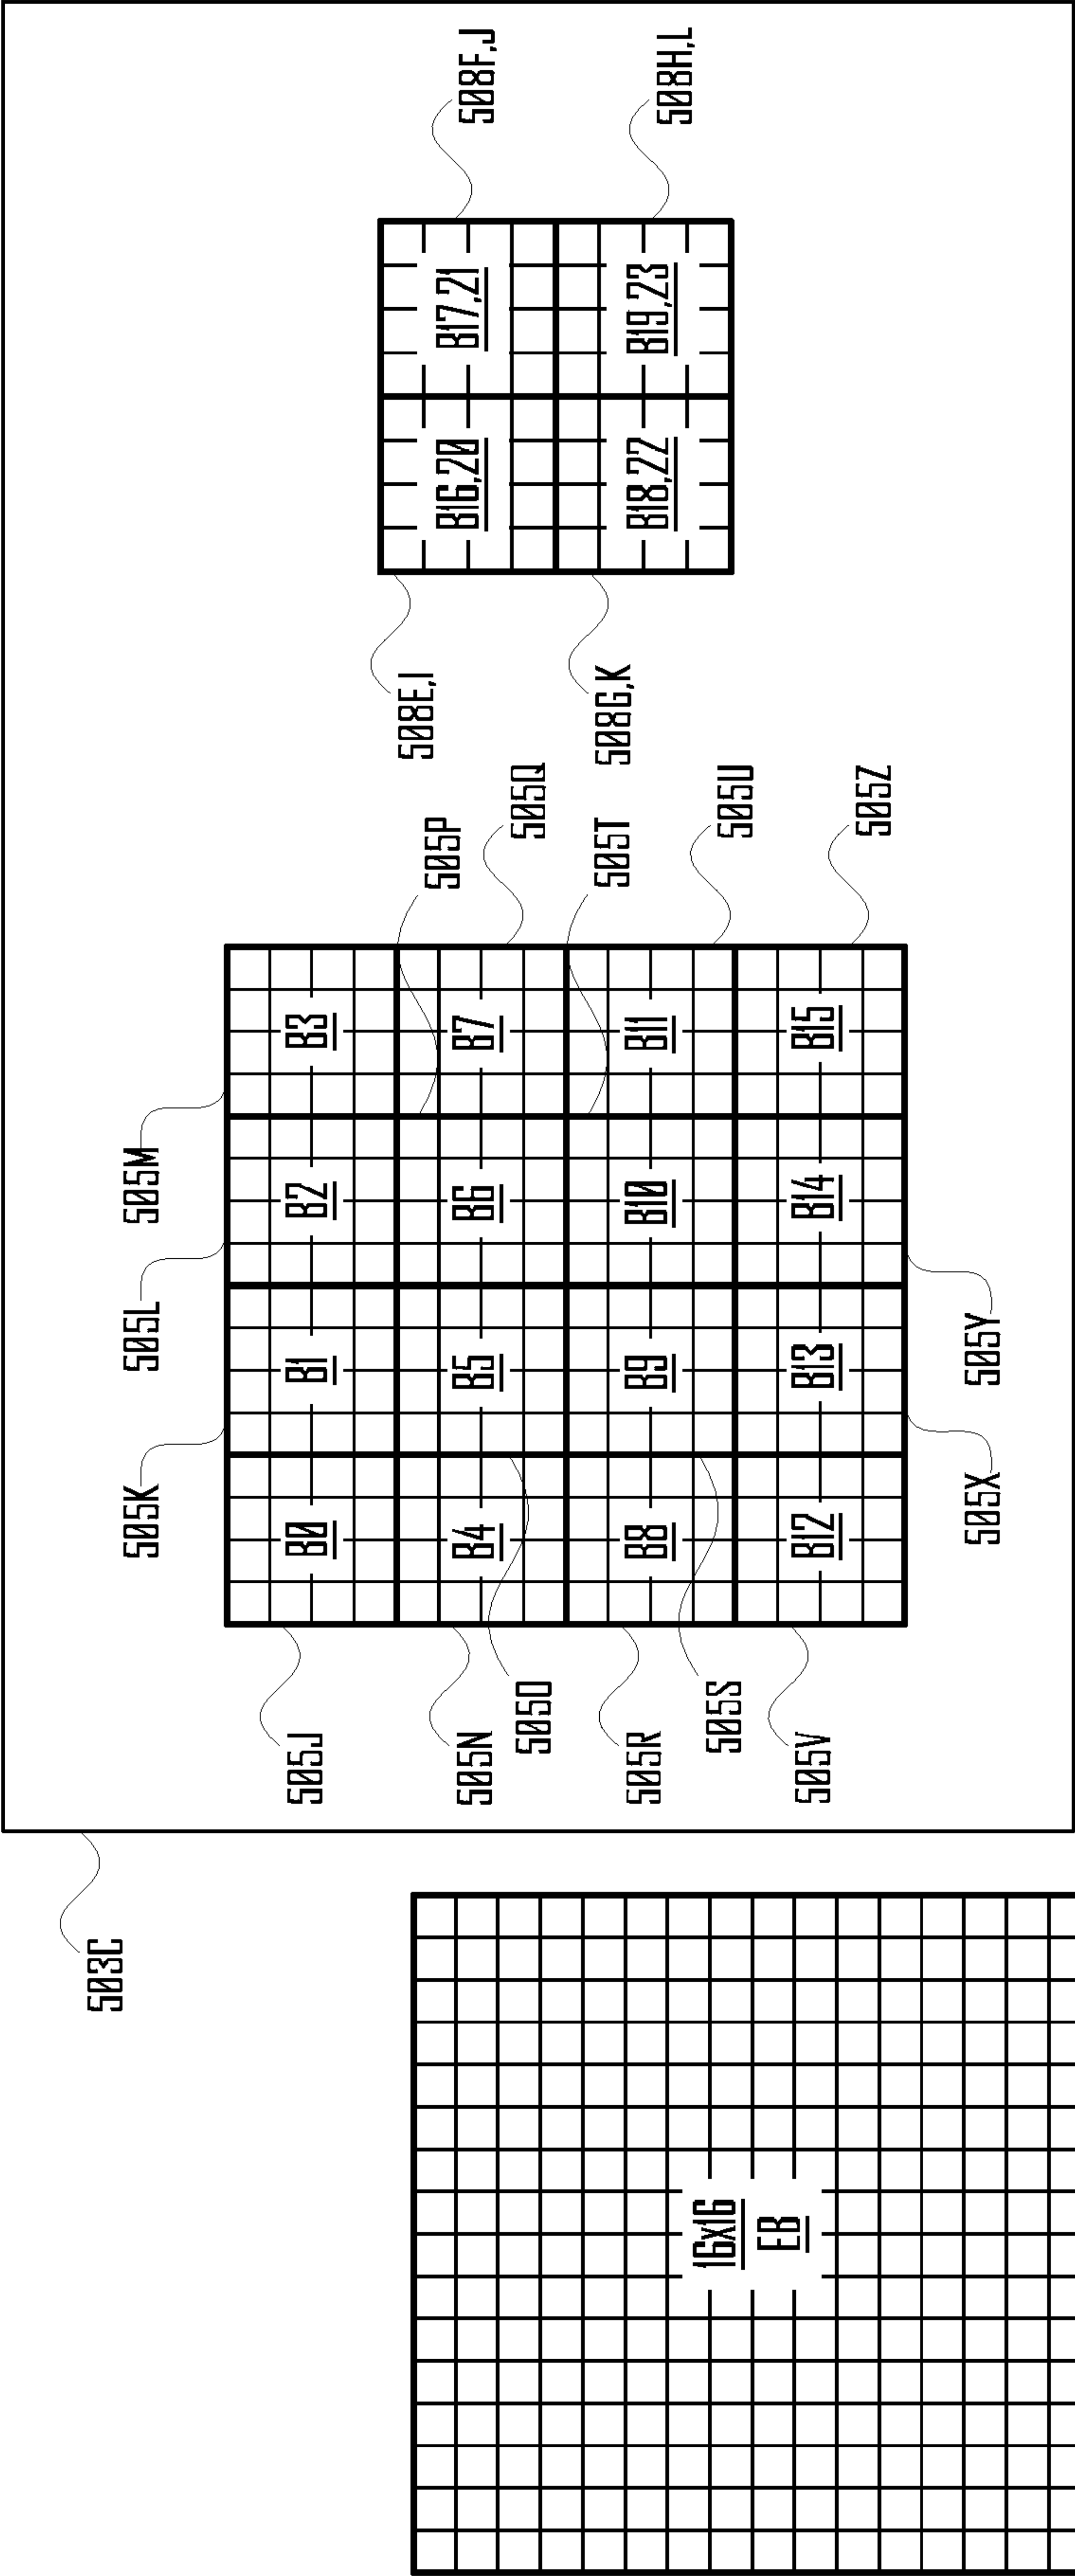 503C
505K
505L
505M
505J
B0
B1
B2
B3
505N
B4
B5
B6
B7
505P
505Q
505O
505R
B8
B9
B10
B11
505T
505U
505S
505V
B12
B13
B14
B15
505Z
505X
505Y
508E,I
B16,20
B17,21
508F,J
508G,K
B18,22
B19,23
508H,L
16x16
EB